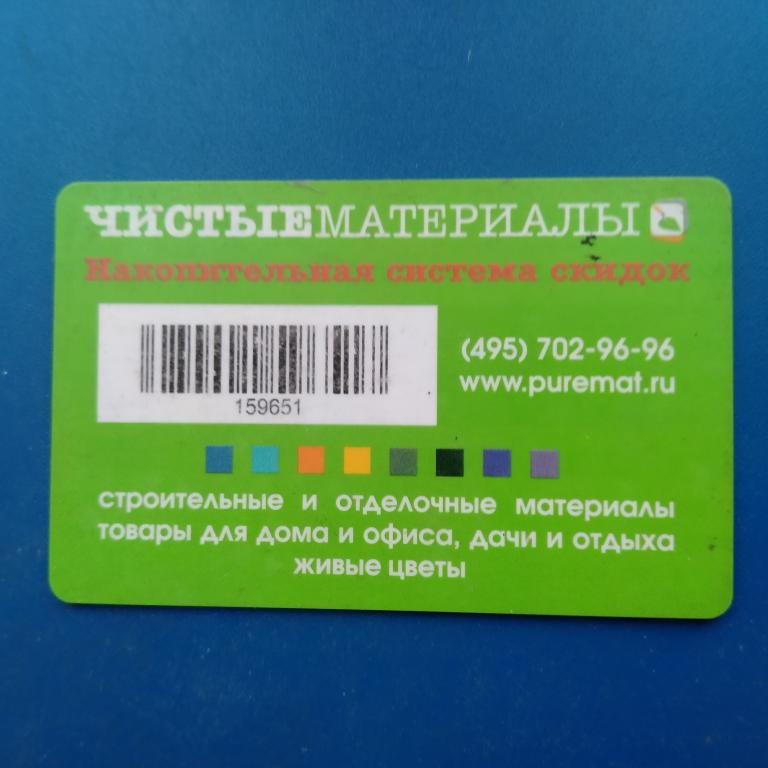 ЧИСТЫЕМАТЕРИАЛЫ
Накопительная система скидок
159651
(495) 702-96-96
www.puremat.ru
строительные и отделочные материалы
товары для дома и офиса, дачи и отдыха
живые цветы